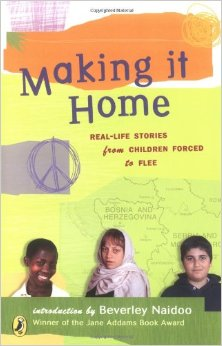 Making it
Home
REAL-LIFE STORIES
from CHILDREN FORCED
to FLEE
BOSNIA AND
HERZEGOVINA
introduction by Beverley Naidoo
Winner of the Jane Addams Book Award